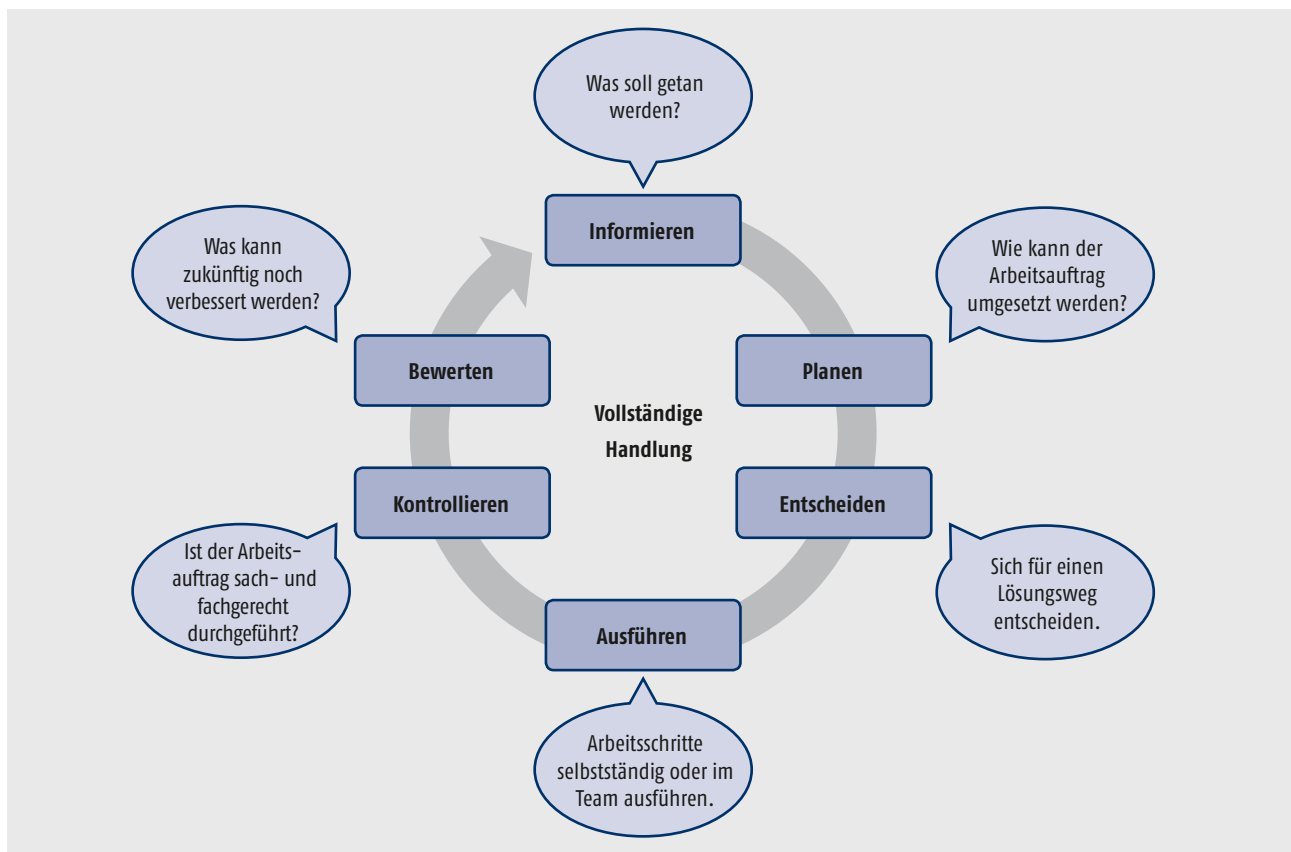 Was soll getan
werden?
Informieren
Wie kann der
Arbeitsauftrag
umgesetzt werden?
Planen
Entscheiden
Sich für einen
Lösungsweg
entscheiden.
Ausführen
Arbeitsschritte
selbstständig oder im
Team ausführen.
Kontrollieren
Ist der Arbeits-
auftrag sach- und
fachgerecht
durchgeführt?
Bewerten
Was kann
zukünftig noch
verbessert werden?
Vollständige
Handlung